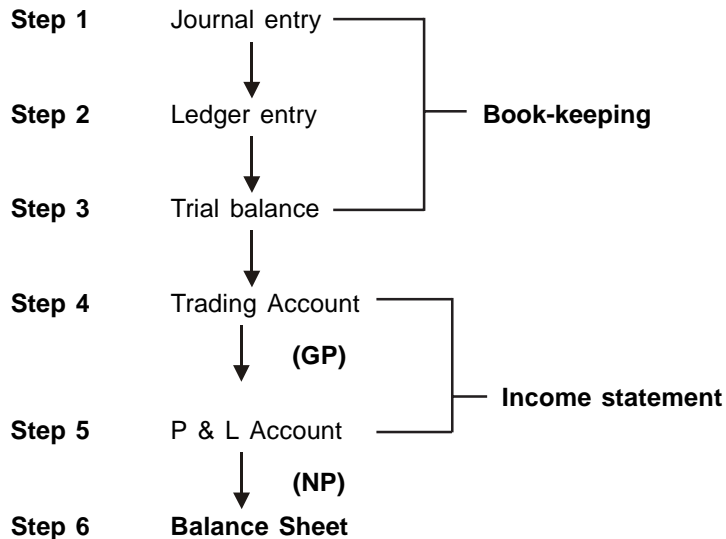 Step 1 Journal entry
Step 2 Ledger entry Book-keeping
Step 3 Trial balance
Step 4 Trading Account
(GP)
Income statement
Step 5 P & L Account
(NP)
Step 6 Balance Sheet